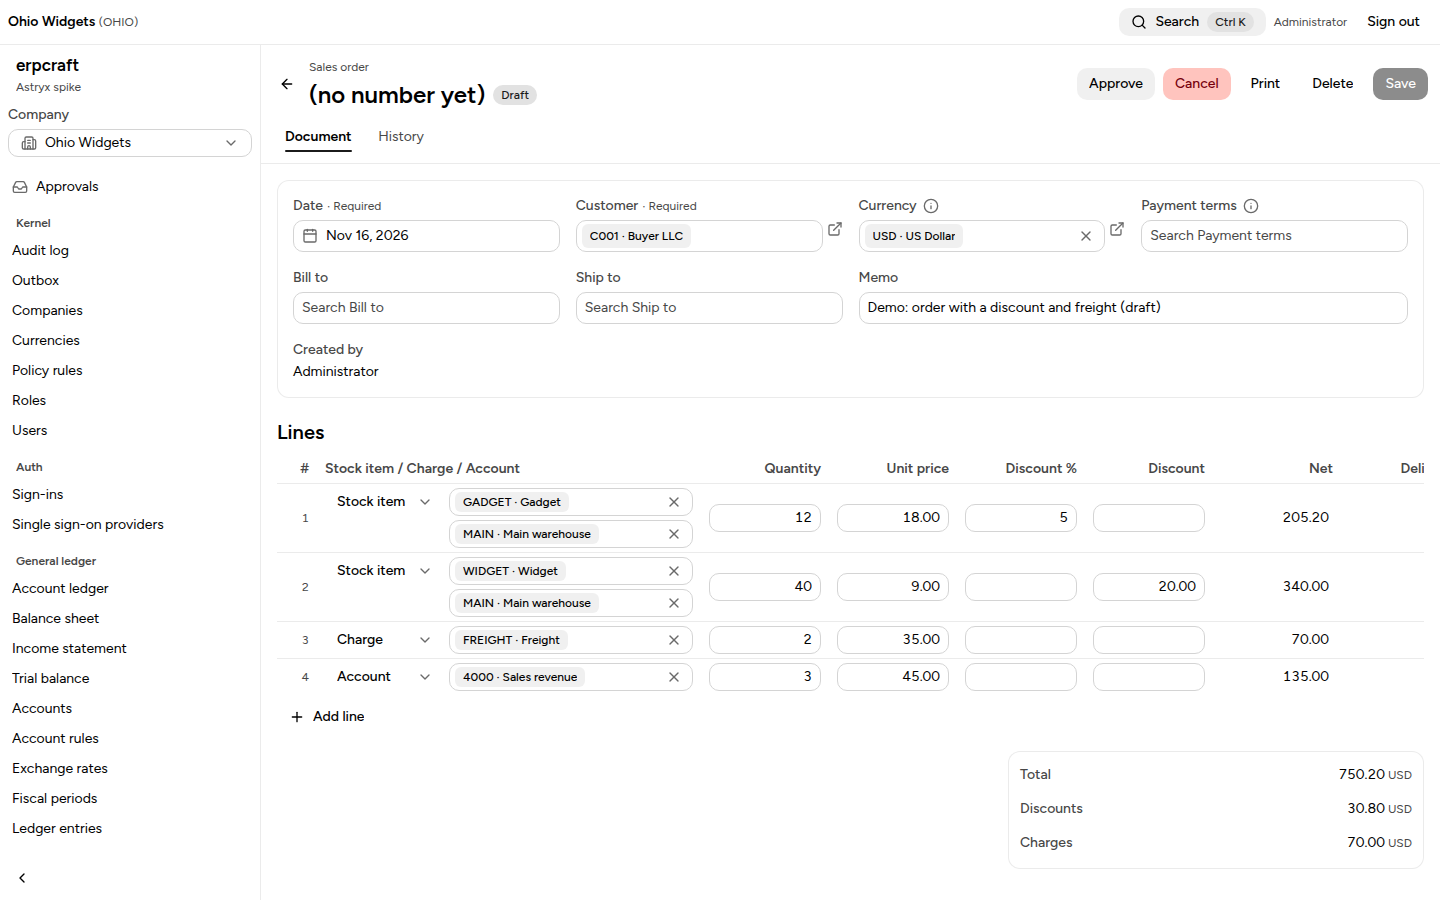 Ohio Widgets (OHIO)
Search Ctrl K
Administrator
Sign out
erpcraft
Astryx spike
Company
Ohio Widgets
Approvals
Kernel
Audit log
Outbox
Companies
Currencies
Policy rules
Roles
Users
Auth
Sign-ins
Single sign-on providers
General ledger
Account ledger
Balance sheet
Income statement
Trial balance
Accounts
Account rules
Exchange rates
Fiscal periods
Ledger entries
Sales order
(no number yet) Draft
Approve Cancel Print Delete Save
Document History
Date · Required Customer · Required Currency Payment terms
Nov 16, 2026 C001 · Buyer LLC USD · US Dollar Search Payment terms
Bill to Ship to Memo
Search Bill to Search Ship to Demo: order with a discount and freight (draft)
Created by
Administrator
Lines
# Stock item / Charge / Account Quantity Unit price Discount % Discount Net Deli
1 Stock item GADGET · Gadget 12 18.00 5 205.20
MAIN · Main warehouse
2 Stock item WIDGET · Widget 40 9.00 20.00 340.00
MAIN · Main warehouse
3 Charge FREIGHT · Freight 2 35.00 70.00
4 Account 4000 · Sales revenue 3 45.00 135.00
Add line
Total 750.20 USD
Discounts 30.80 USD
Charges 70.00 USD